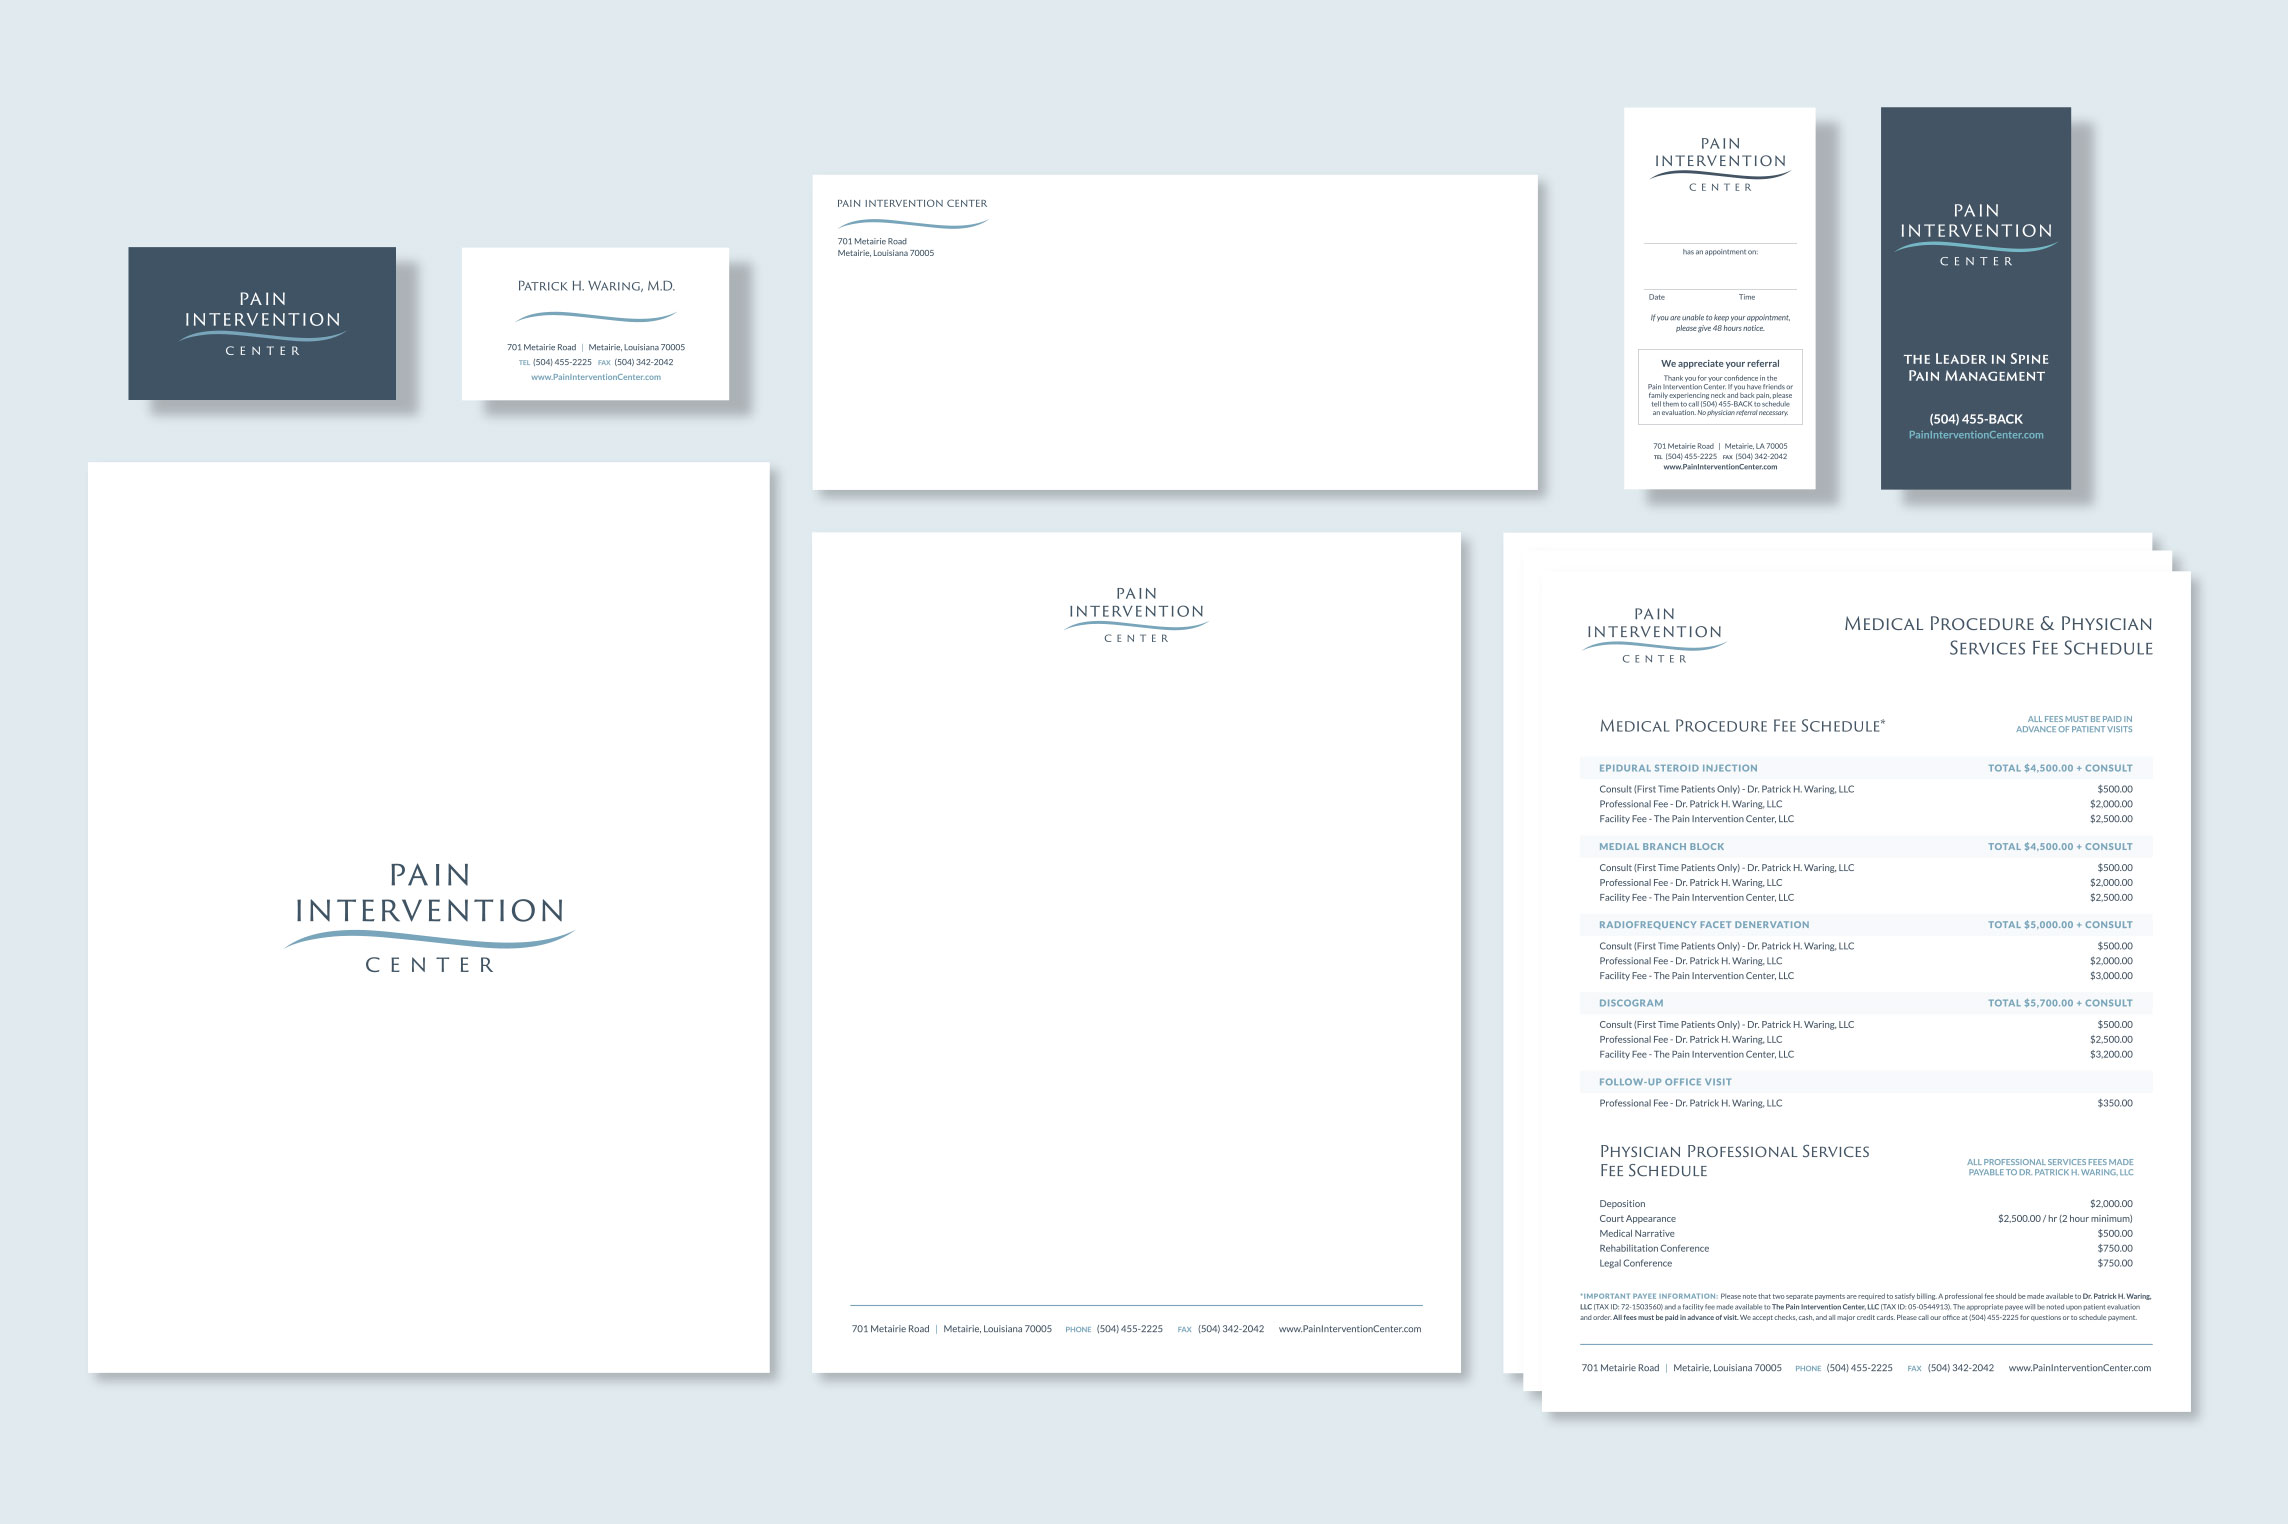 PAIN
INTERVENTION
CENTER
PATRICK H. WARING, M.D.
701 Metairie Road | Metairie, Louisiana 70005
TEL (504) 455-2225 FAX (504) 342-2042
www.PainInterventionCenter.com
PAIN INTERVENTION CENTER
701 Metairie Road
Metairie, Louisiana 70005
PAIN
INTERVENTION
CENTER
has an appointment on:
Date Time
If you are unable to keep your appointment,
please give 48 hours notice.
We appreciate your referral
Thank you for your confidence in the
Pain Intervention Center. If you have friends or
family experiencing neck and back pain, please
tell them to call (504) 455-BACK to schedule
an evaluation. No physician referral necessary.
701 Metairie Road | Metairie, LA 70005
TEL (504) 455-2225 FAX (504) 342-2042
www.PainInterventionCenter.com
PAIN
INTERVENTION
CENTER
THE LEADER IN SPINE
PAIN MANAGEMENT
(504) 455-BACK
PainInterventionCenter.com
PAIN
INTERVENTION
CENTER
PAIN
INTERVENTION
CENTER
701 Metairie Road | Metairie, Louisiana 70005 PHONE (504) 455-2225 FAX (504) 342-2042 www.PainInterventionCenter.com
PAIN
INTERVENTION
CENTER
MEDICAL PROCEDURE & PHYSICIAN
SERVICES FEE SCHEDULE
MEDICAL PROCEDURE FEE SCHEDULE*
ALL FEES MUST BE PAID IN
ADVANCE OF PATIENT VISITS
EPIDURAL STEROID INJECTION TOTAL $4,500.00 + CONSULT
Consult (First Time Patients Only) - Dr. Patrick H. Waring, LLC $500.00
Professional Fee - Dr. Patrick H. Waring, LLC $2,000.00
Facility Fee - The Pain Intervention Center, LLC $2,500.00
MEDIAL BRANCH BLOCK TOTAL $4,500.00 + CONSULT
Consult (First Time Patients Only) - Dr. Patrick H. Waring, LLC $500.00
Professional Fee - Dr. Patrick H. Waring, LLC $2,000.00
Facility Fee - The Pain Intervention Center, LLC $2,500.00
RADIOFREQUENCY FACET DENERVATION TOTAL $5,000.00 + CONSULT
Consult (First Time Patients Only) - Dr. Patrick H. Waring, LLC $500.00
Professional Fee - Dr. Patrick H. Waring, LLC $2,000.00
Facility Fee - The Pain Intervention Center, LLC $3,000.00
DISCOGRAM TOTAL $5,700.00 + CONSULT
Consult (First Time Patients Only) - Dr. Patrick H. Waring, LLC $500.00
Professional Fee - Dr. Patrick H. Waring, LLC $2,500.00
Facility Fee - The Pain Intervention Center, LLC $3,200.00
FOLLOW-UP OFFICE VISIT
Professional Fee - Dr. Patrick H. Waring, LLC $350.00
PHYSICIAN PROFESSIONAL SERVICES
FEE SCHEDULE
ALL PROFESSIONAL SERVICES FEES MADE
PAYABLE TO DR. PATRICK H. WARING, LLC
Deposition $2,000.00
Court Appearance $2,500.00 / hr (2 hour minimum)
Medical Narrative $500.00
Rehabilitation Conference $750.00
Legal Conference $750.00
*IMPORTANT PAYEE INFORMATION: Please note that two separate payments are required to satisfy billing. A professional fee should be made available to Dr. Patrick H. Waring,
LLC (TAX ID: 72-1503560) and a facility fee made available to The Pain Intervention Center, LLC (TAX ID: 05-0544913). The appropriate payee will be noted upon patient evaluation
and order. All fees must be paid in advance of visit. We accept checks, cash, and all major credit cards. Please call our office at (504) 455-2225 for questions or to schedule payment.
701 Metairie Road | Metairie, Louisiana 70005 PHONE (504) 455-2225 FAX (504) 342-2042 www.PainInterventionCenter.com